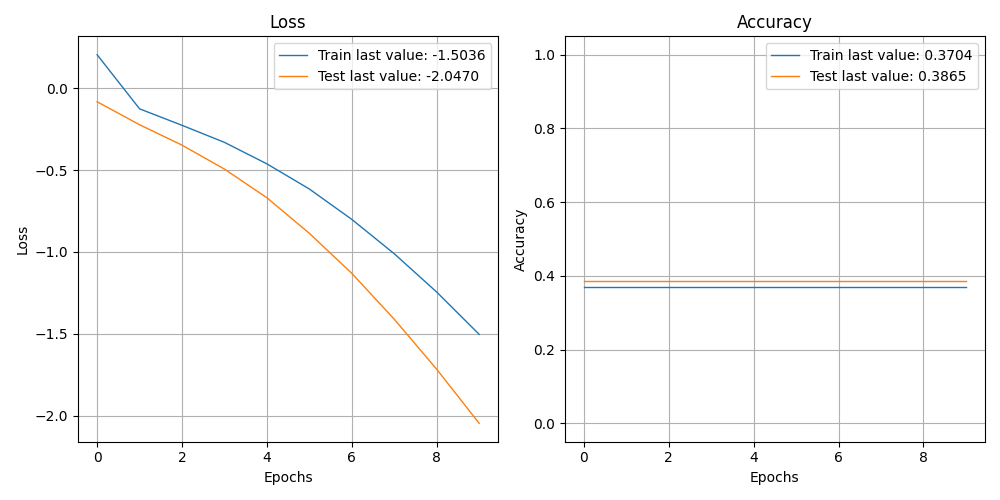 Loss
Train last value: -1.5036
Test last value: -2.0470
0.0
−0.5
−1.0
−1.5
−2.0
Loss
0
2
4
6
8
Epochs
Accuracy
Train last value: 0.3704
Test last value: 0.3865
1.0
0.8
0.6
0.4
0.2
0.0
Accuracy
0
2
4
6
8
Epochs